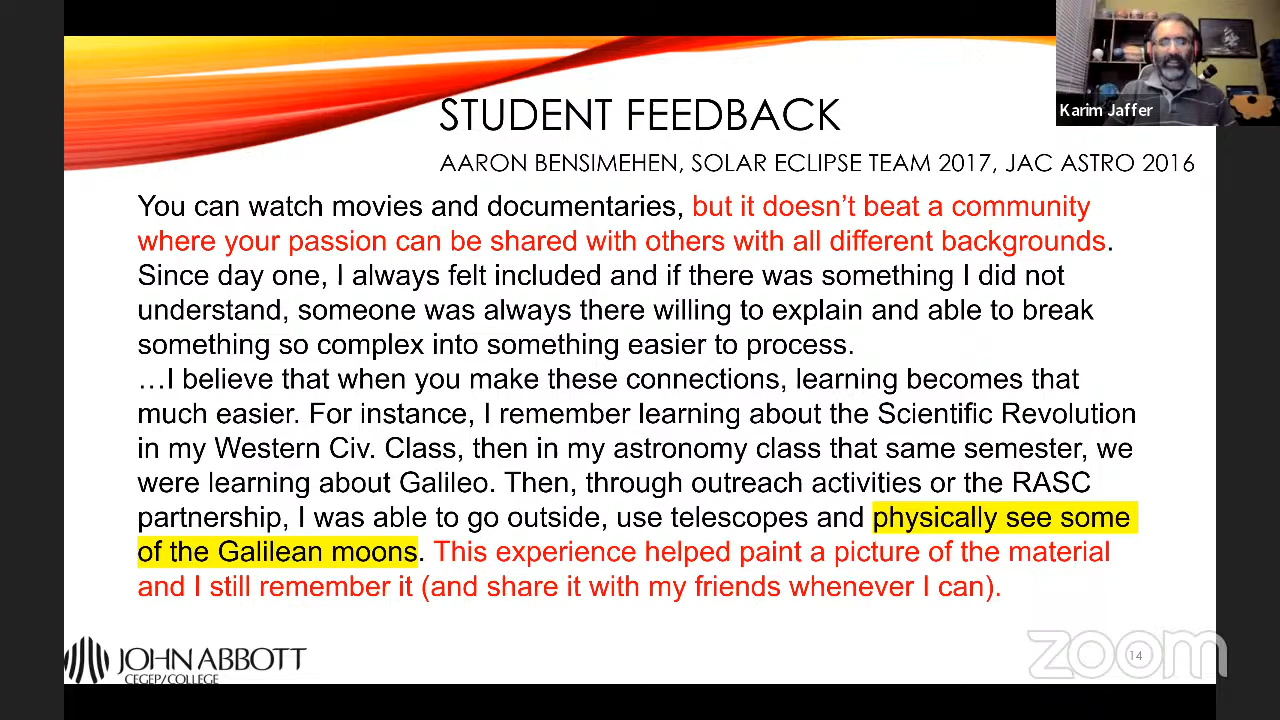 Karim Jaffer
STUDENT FEEDBACK
AARON BENSIMEHEN, SOLAR ECLIPSE TEAM 2017, JAC ASTRO 2016
You can watch movies and documentaries, but it doesn’t beat a community
where your passion can be shared with others with all different backgrounds.
Since day one, I always felt included and if there was something I did not
understand, someone was always there willing to explain and able to break
something so complex into something easier to process.
…I believe that when you make these connections, learning becomes that
much easier. For instance, I remember learning about the Scientific Revolution
in my Western Civ. Class, then in my astronomy class that same semester, we
were learning about Galileo. Then, through outreach activities or the RASC
partnership, I was able to go outside, use telescopes and physically see some
of the Galilean moons. This experience helped paint a picture of the material
and I still remember it (and share it with my friends whenever I can).
JOHN ABBOTT
CEGEP/COLLEGE
zoom
14